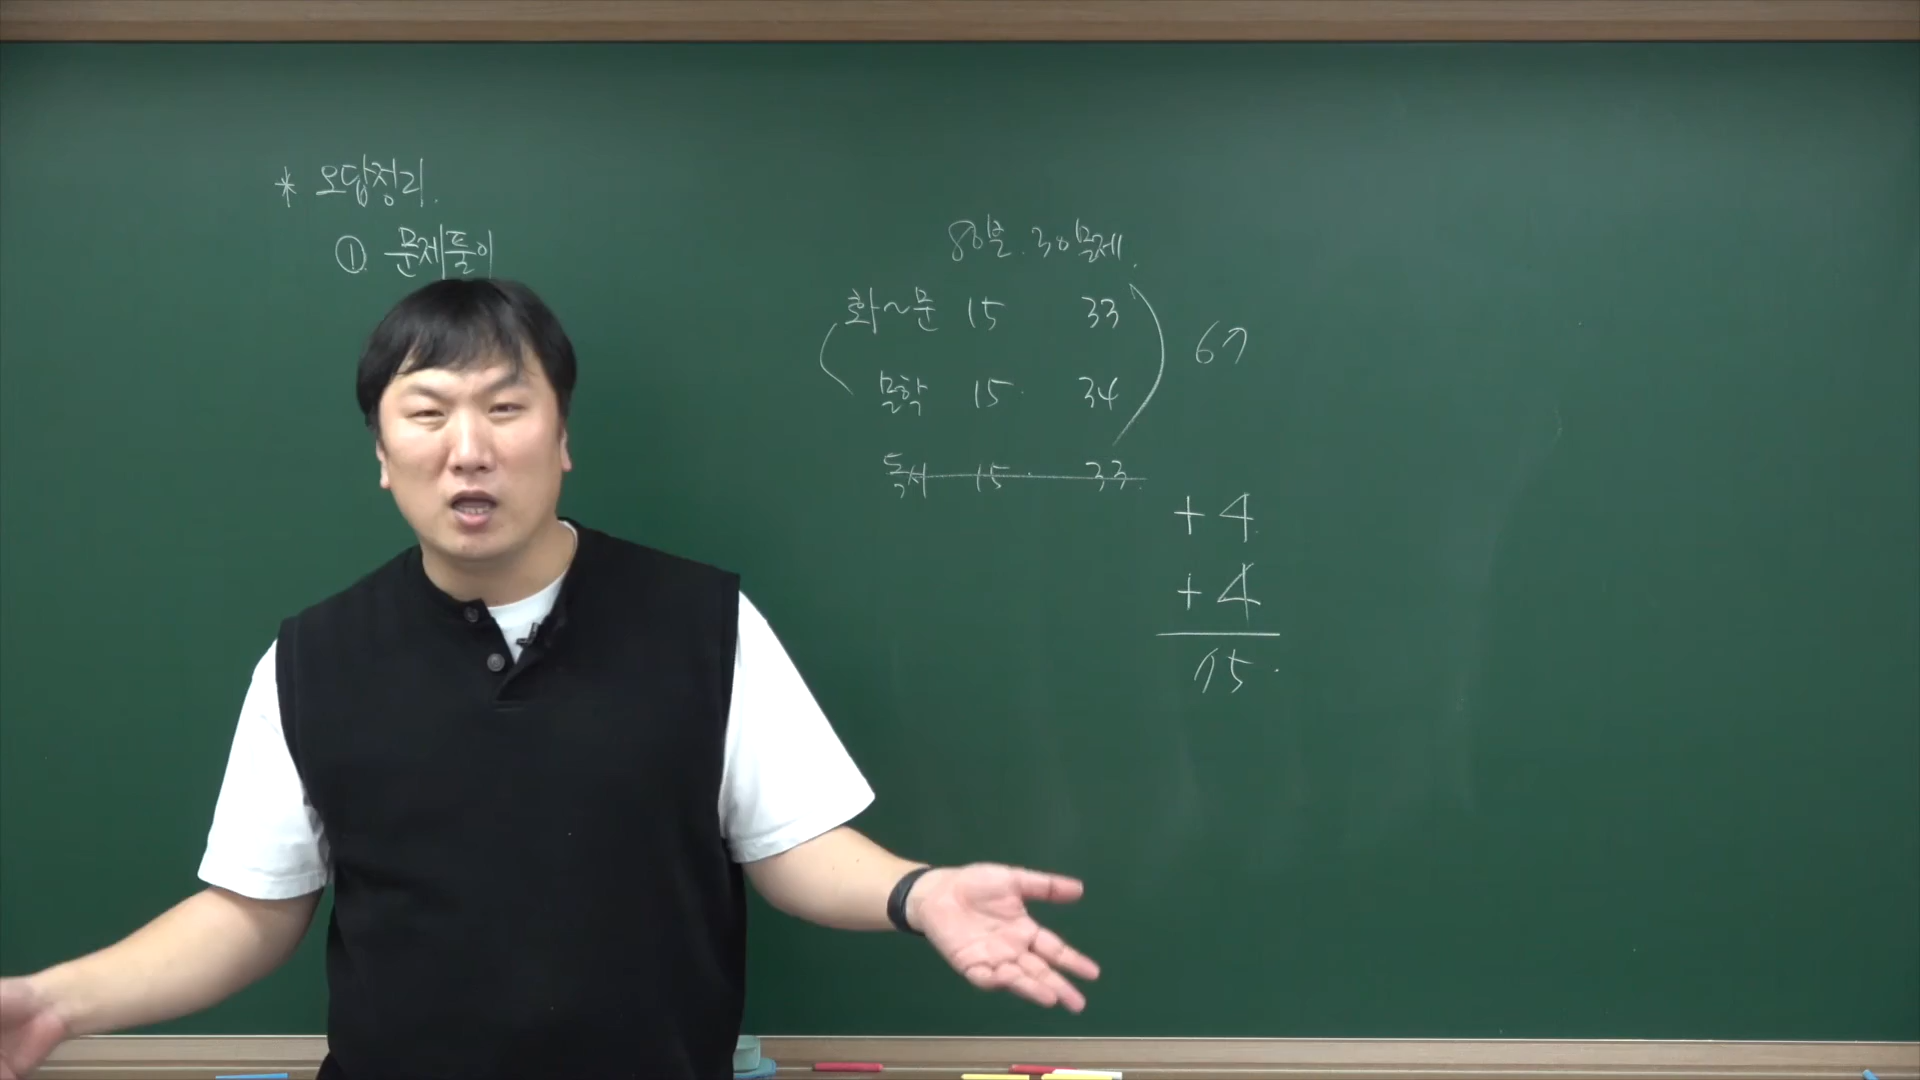 * 오답정리.
① 문제풀이
80분. 30문제.
화~문 15 33
문학 15. 34
독서 15. 33.
67
+4
+4
75.